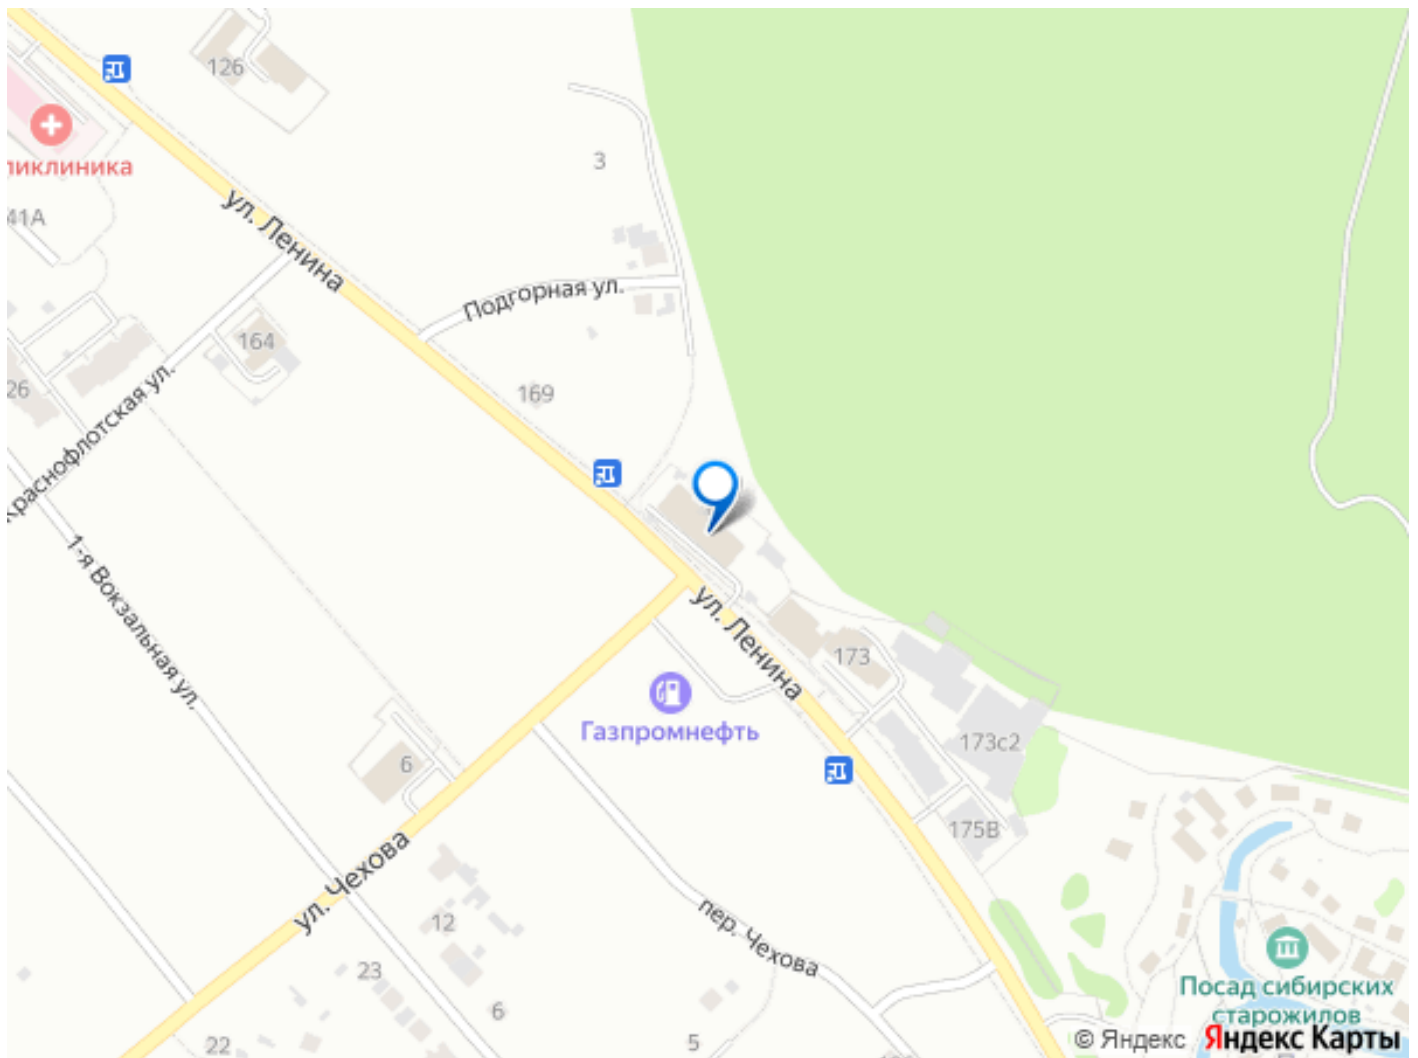 126
ликлиника
41А
ул. Ленина
3
Подгорная ул.
164
26
169
Краснофлотская ул.
1-я Вокзальная ул.
ул. Ленина
173
Газпромнефть
173с2
6
175В
ул. Чехова
12
пер. Чехова
23
6
Посад сибирских
старожилов
22
5
© Яндекс Яндекс Карты